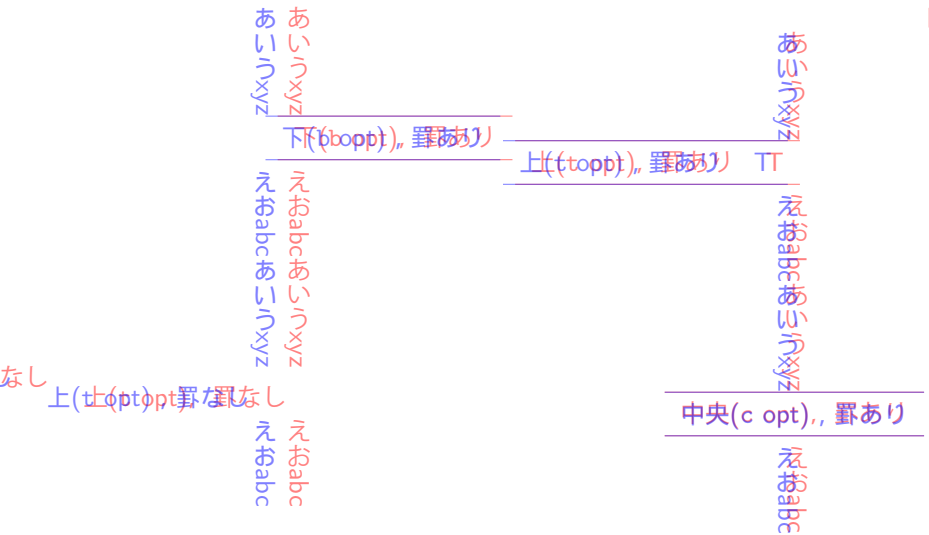 あいうxyz
上(t opt), 罫あり T
えおabcあいうxyz
中央(c opt), 罫あり
えおabc
あいうxyz
あいうxyz
下(b opt), 罫あり
えおabcあいうxyz
えおabcあいうxyz
上(t opt), 罫なし
えおabc
えおabc
なし